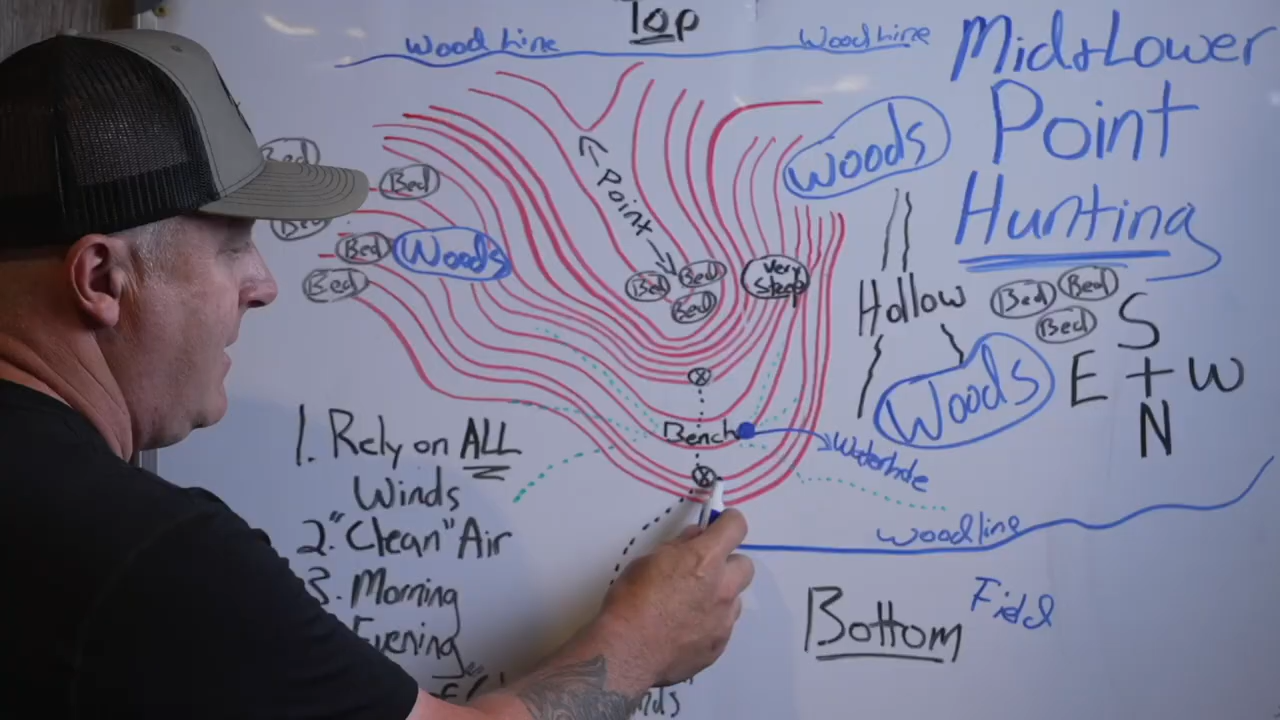 Top
Wood Line
Wood Line
Mid & Lower
Point
Hunting
Bed
Bed
Bed
Bed
Bed
Woods
Point
Bed
Bed
Bed
Very
Steep
Woods
Hollow
Bed
Bed
Bed
Woods
S
E + W
N
Bench
Waterhole
1. Rely on ALL
Winds
2. "Clean" Air
3. Morning
Evening
woodline
Bottom
Field